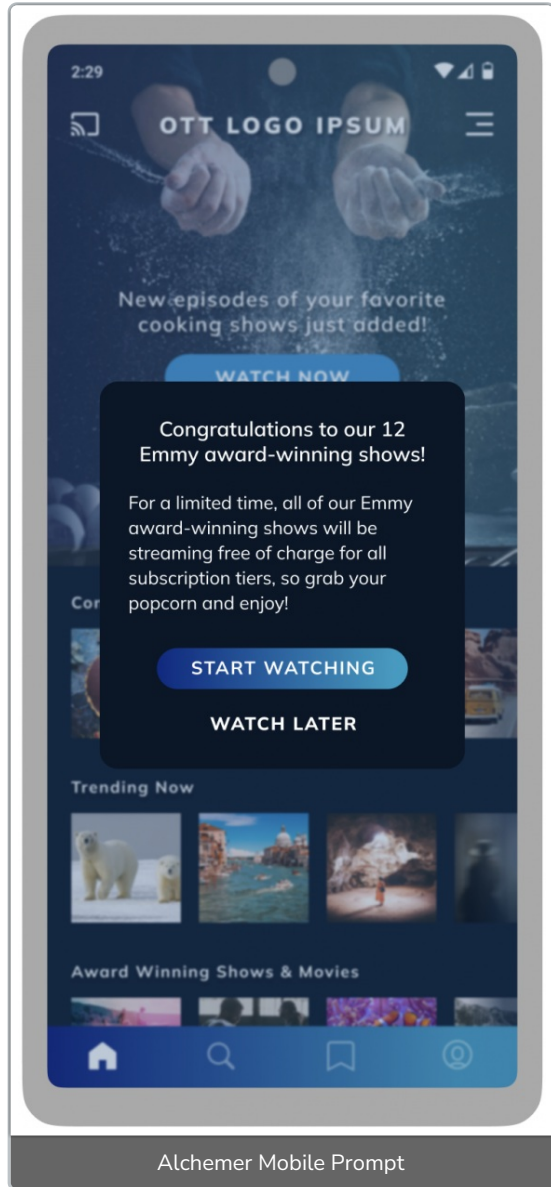 2:29
OTT LOGO IPSUM
New episodes of your favorite
cooking shows just added!
WATCH NOW
Congratulations to our 12
Emmy award-winning shows!
For a limited time, all of our Emmy
award-winning shows will be
streaming free of charge for all
subscription tiers, so grab your
popcorn and enjoy!
START WATCHING
WATCH LATER
Con
Trending Now
Award Winning Shows & Movies
Alchemer Mobile Prompt